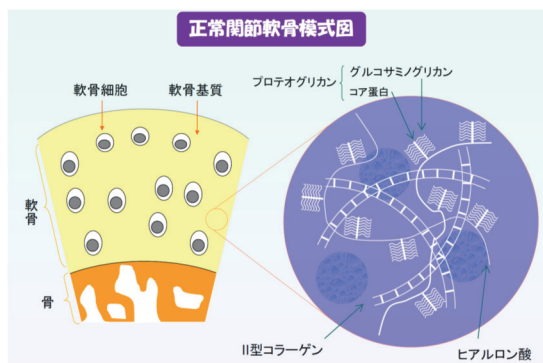 正常関節軟骨模式図
軟骨細胞
軟骨基質
プロテオグリカン
グルコサミノグリカン
コア蛋白
軟骨
骨
II型コラーゲン
ヒアルロン酸